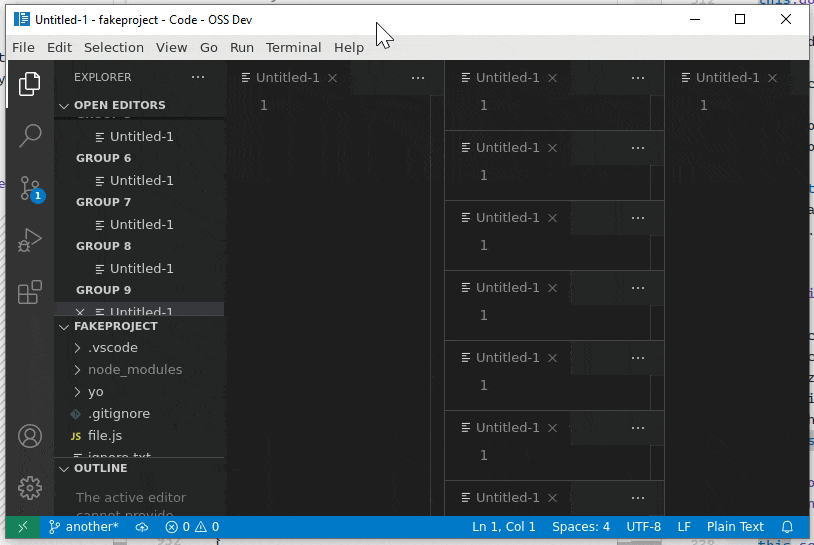 Untitled-1 - fakeproject - Code - OSS Dev
File Edit Selection View Go Run Terminal Help
EXPLORER ···
OPEN EDITORS
Untitled-1
GROUP 6
Untitled-1
GROUP 7
Untitled-1
GROUP 8
Untitled-1
GROUP 9
Untitled-1
FAKEPROJECT
.vscode
node_modules
yo
.gitignore
JS file.js
ignore.txt
OUTLINE
The active editor
cannot provide
1
Untitled-1 ···
1
Untitled-1 ···
1
Untitled-1 ···
1
Untitled-1 ···
1
Untitled-1 ···
1
Untitled-1 ···
1
Untitled-1 ···
1
Untitled-1 ···
Untitled-1
1
another* 0 0 Ln 1, Col 1 Spaces: 4 UTF-8 LF Plain Text